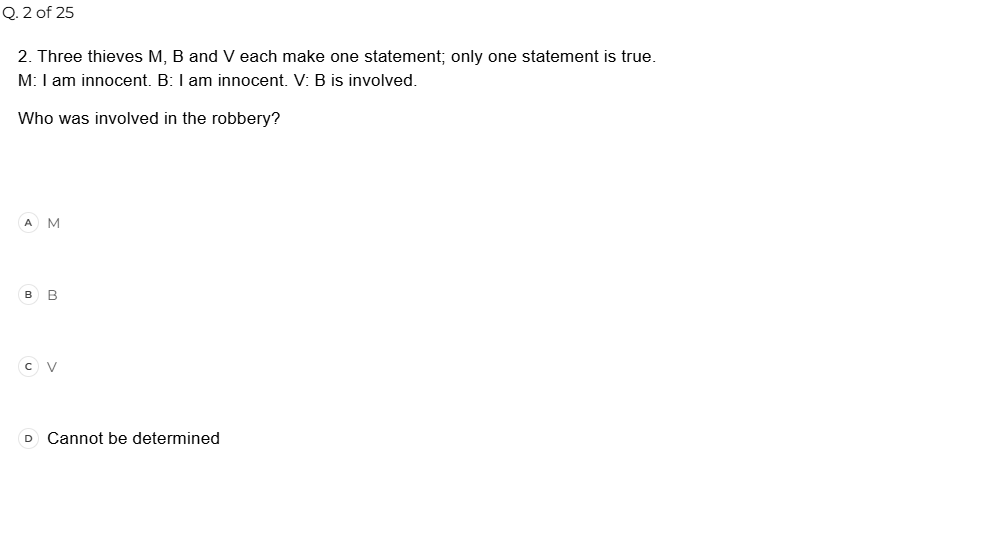 Q. 2 of 25
2. Three thieves M, B and V each make one statement; only one statement is true.
M: I am innocent. B: I am innocent. V: B is involved.
Who was involved in the robbery?
A M
B B
C V
D Cannot be determined